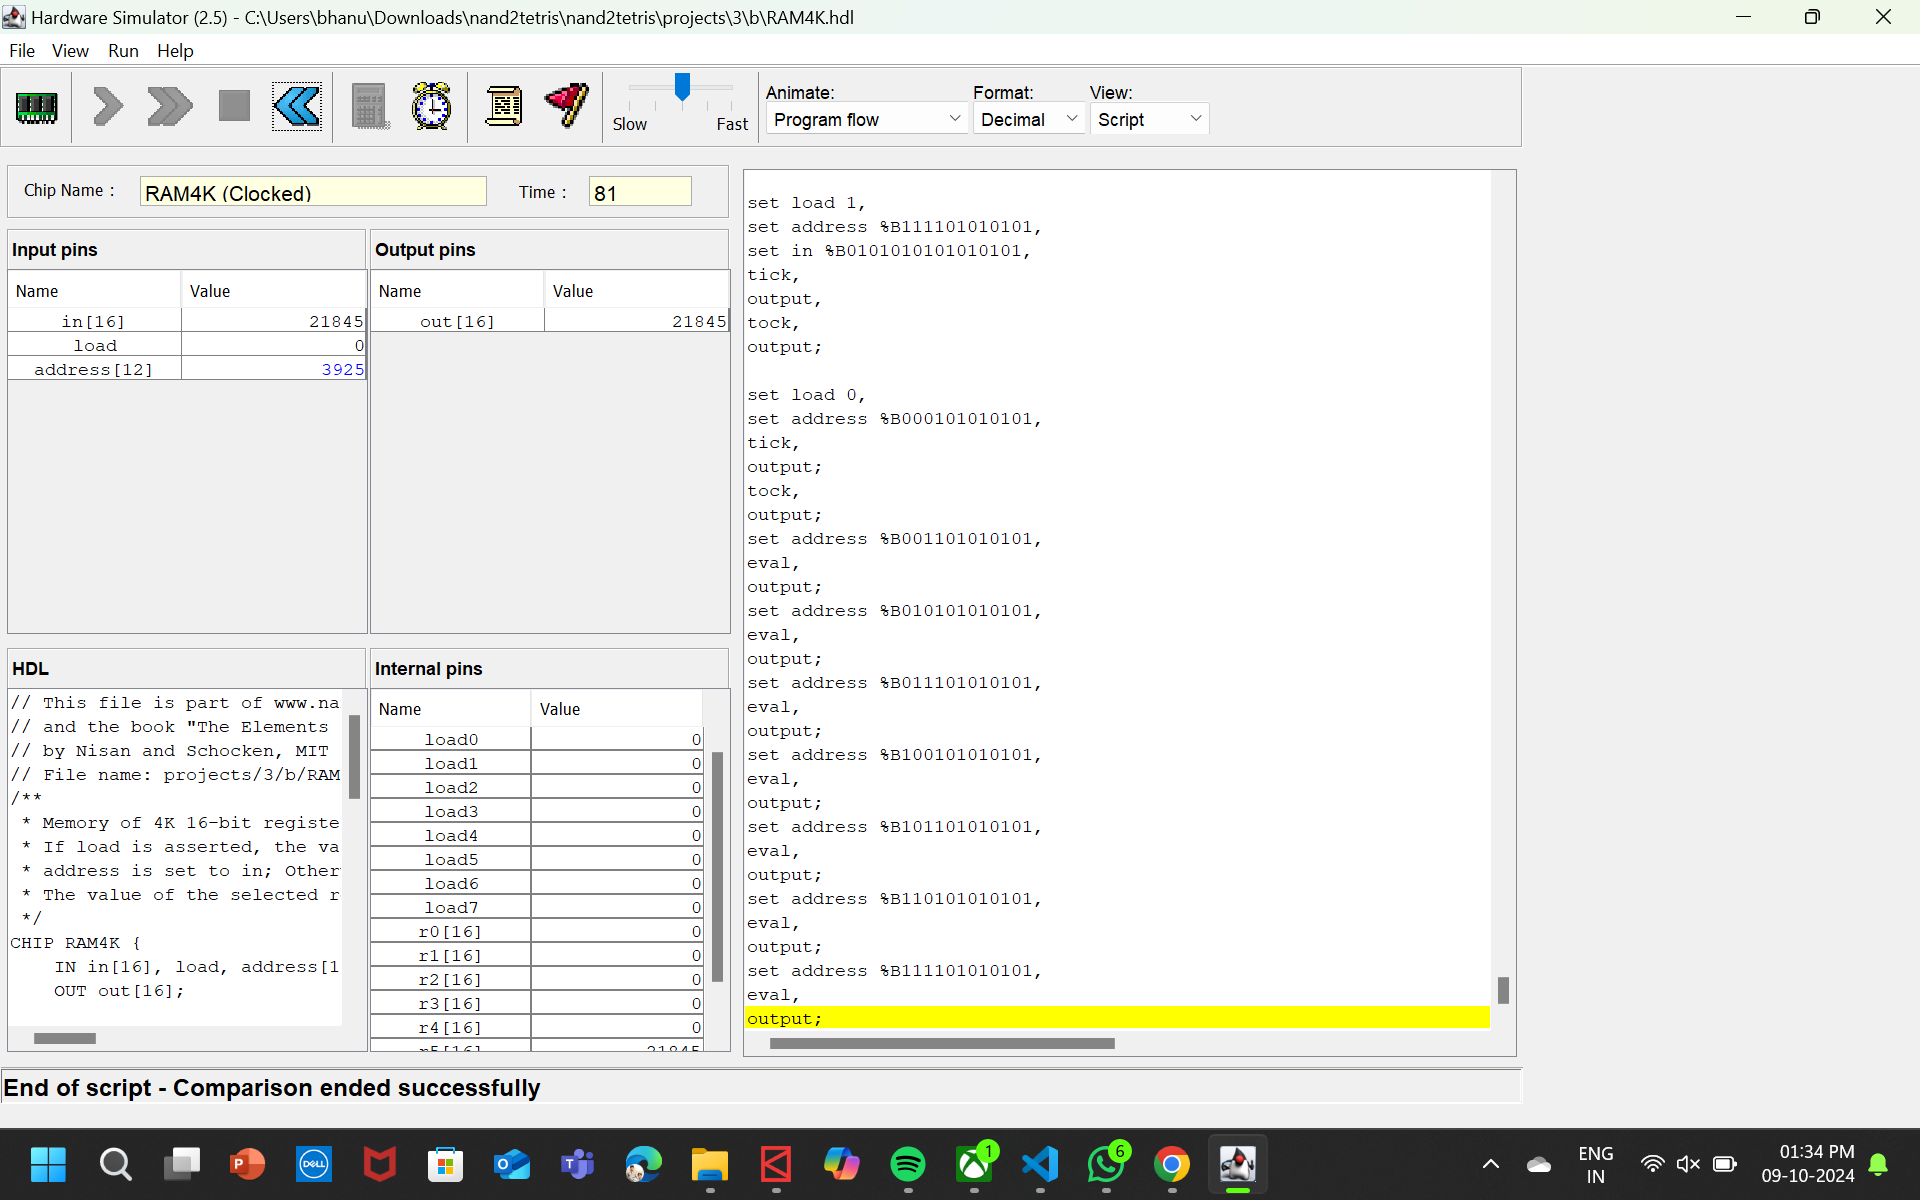 Hardware Simulator (2.5) - C:\Users\bhanu\Downloads\nand2tetris\nand2tetris\projects\3\b\RAM4K.hdl
File View Run Help
Slow Fast
Animate: Format: View:
Program flow Decimal Script
Chip Name : RAM4K (Clocked) Time : 81
Input pins
Name Value
in[16] 21845
load 0
address[12] 3925
Output pins
Name Value
out[16] 21845
HDL
// This file is part of www.na
// and the book "The Elements
// by Nisan and Schocken, MIT
// File name: projects/3/b/RAM
/**
* Memory of 4K 16-bit registe
* If load is asserted, the va
* address is set to in; Other
* The value of the selected r
*/
CHIP RAM4K {
IN in[16], load, address[1
OUT out[16];
Internal pins
Name Value
load0 0
load1 0
load2 0
load3 0
load4 0
load5 0
load6 0
load7 0
r0[16] 0
r1[16] 0
r2[16] 0
r3[16] 0
r4[16] 0
r5[16] 21845
set load 1,
set address %B111101010101,
set in %B0101010101010101,
tick,
output,
tock,
output;
set load 0,
set address %B000101010101,
tick,
output;
tock,
output;
set address %B001101010101,
eval,
output;
set address %B010101010101,
eval,
output;
set address %B011101010101,
eval,
output;
set address %B100101010101,
eval,
output;
set address %B101101010101,
eval,
output;
set address %B110101010101,
eval,
output;
set address %B111101010101,
eval,
output;
End of script - Comparison ended successfully
P
DELL
1
6
ENG
IN
01:34 PM
09-10-2024